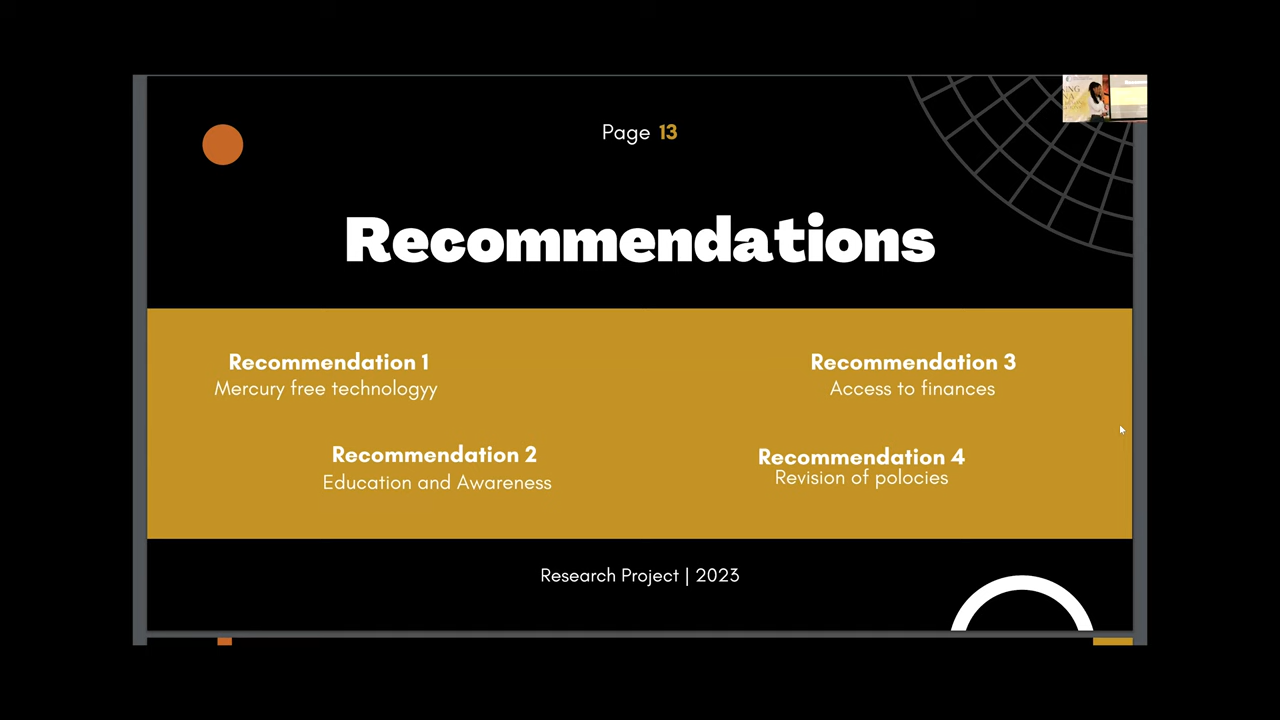 Page 13
Recommendations
Recommendation 1
Mercury free technologyy
Recommendation 2
Education and Awareness
Recommendation 3
Access to finances
Recommendation 4
Revision of polocies
Research Project | 2023